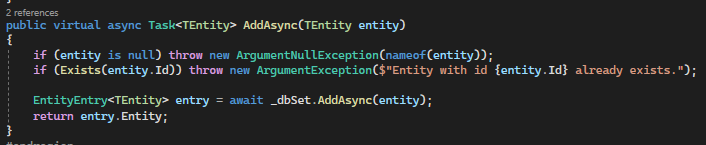 }
2 references
public virtual async Task<TEntity> AddAsync(TEntity entity)
{
if (entity is null) throw new ArgumentNullException(nameof(entity));
if (Exists(entity.Id)) throw new ArgumentException($"Entity with id {entity.Id} already exists.");
EntityEntry<TEntity> entry = await _dbSet.AddAsync(entity);
return entry.Entity;
}
#endregion